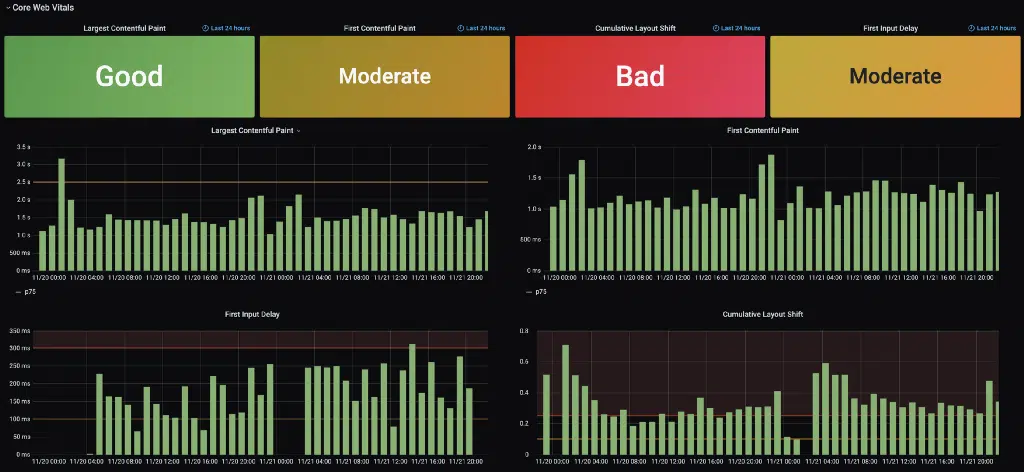 Core Web Vitals
Largest Contentful Paint Last 24 hours First Contentful Paint Last 24 hours Cumulative Layout Shift Last 24 hours First Input Delay Last 24 hours
Good Moderate Bad Moderate
Largest Contentful Paint
3.5 s
3.0 s
2.5 s
2.0 s
1.5 s
1.0 s
500 ms
0 ms
11/20 00:00 11/20 04:00 11/20 08:00 11/20 12:00 11/20 16:00 11/20 20:00 11/21 00:00 11/21 04:00 11/21 08:00 11/21 12:00 11/21 16:00 11/21 20:00
p75
First Contentful Paint
2.0 s
1.5 s
1.0 s
500 ms
0 ms
11/20 00:00 11/20 04:00 11/20 08:00 11/20 12:00 11/20 16:00 11/20 20:00 11/21 00:00 11/21 04:00 11/21 08:00 11/21 12:00 11/21 16:00 11/21 20:00
p75
First Input Delay
350 ms
300 ms
250 ms
200 ms
150 ms
100 ms
50 ms
0 ms
11/20 00:00 11/20 04:00 11/20 08:00 11/20 12:00 11/20 16:00 11/20 20:00 11/21 00:00 11/21 04:00 11/21 08:00 11/21 12:00 11/21 16:00 11/21 20:00
Cumulative Layout Shift
0.8
0.6
0.4
0.2
0
11/20 00:00 11/20 04:00 11/20 08:00 11/20 12:00 11/20 16:00 11/20 20:00 11/21 00:00 11/21 04:00 11/21 08:00 11/21 12:00 11/21 16:00 11/21 20:00